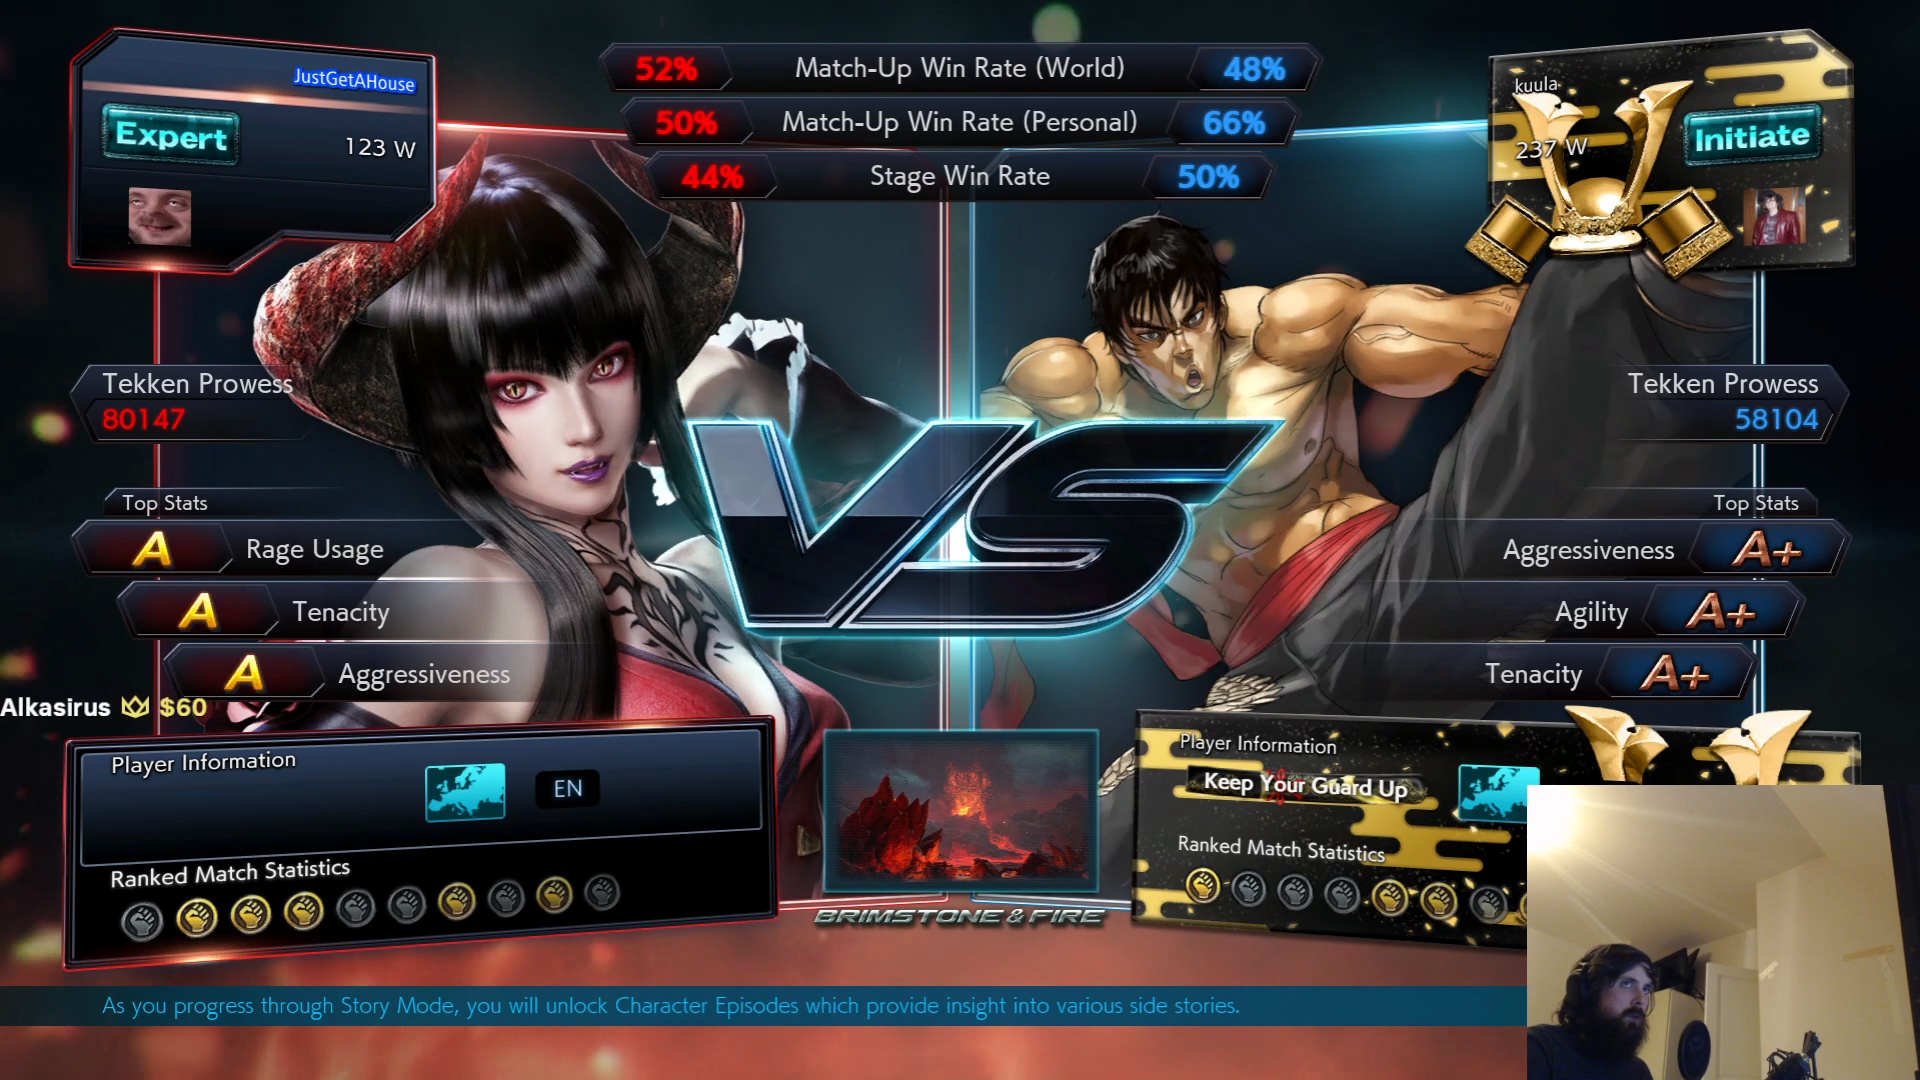 JustGetAHouse
Expert
123 W
52% Match-Up Win Rate (World) 48%
50% Match-Up Win Rate (Personal) 66%
44% Stage Win Rate 50%
kuula
237 W
Initiate
Tekken Prowess
80147
Tekken Prowess
58104
VS
Top Stats
A Rage Usage
A Tenacity
A Aggressiveness
Top Stats
Aggressiveness A+
Agility A+
Tenacity A+
Alkasirus $60
Player Information
EN
Ranked Match Statistics
BRIMSTONE & FIRE
Player Information
Keep Your Guard Up
Ranked Match Statistics
As you progress through Story Mode, you will unlock Character Episodes which provide insight into various side stories.